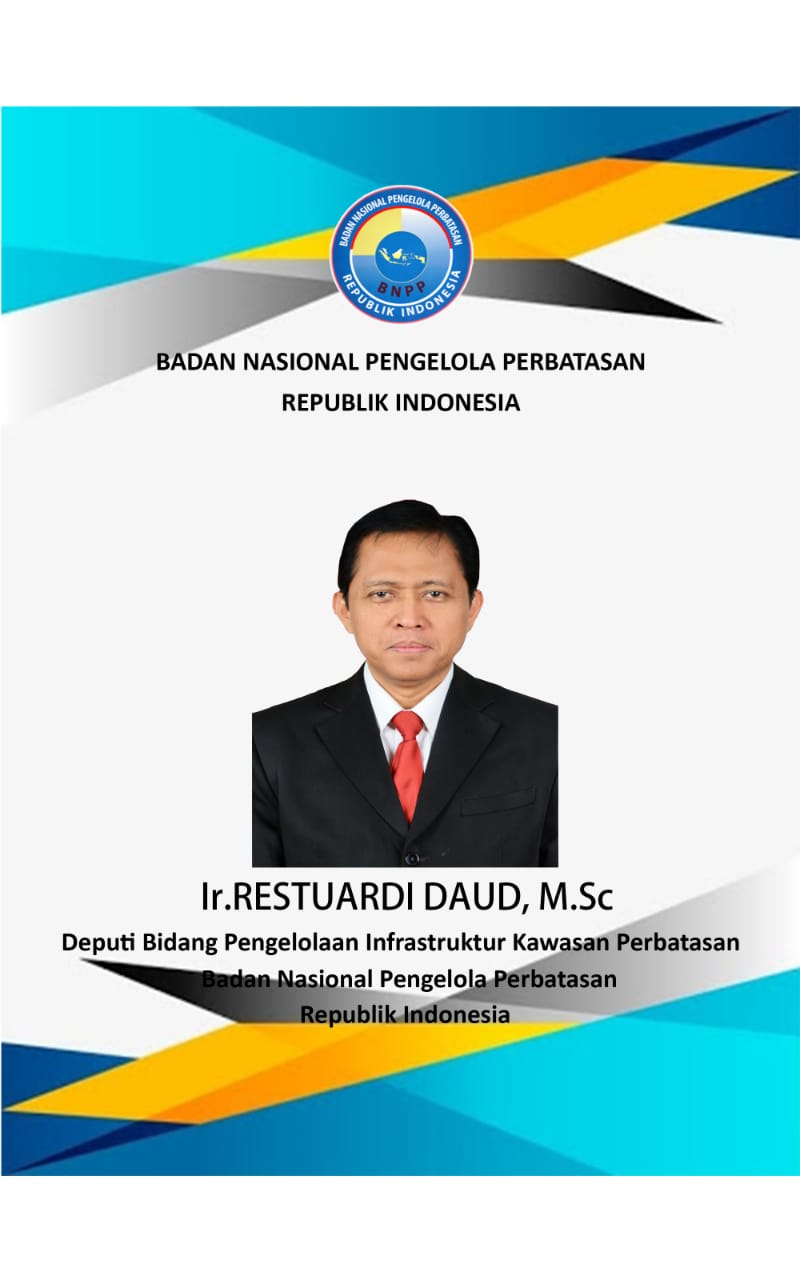 BADAN NASIONAL PENGELOLA PERBATASAN
BNPP
REPUBLIK INDONESIA
BADAN NASIONAL PENGELOLA PERBATASAN
REPUBLIK INDONESIA
Ir.RESTUARDI DAUD, M.Sc
Deputi Bidang Pengelolaan Infrastruktur Kawasan Perbatasan
Badan Nasional Pengelola Perbatasan
Republik Indonesia